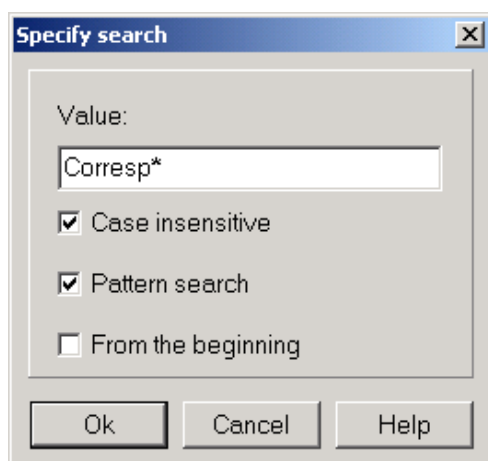 Specify search
Value:
Corresp*
Case insensitive
Pattern search
From the beginning
Ok Cancel Help